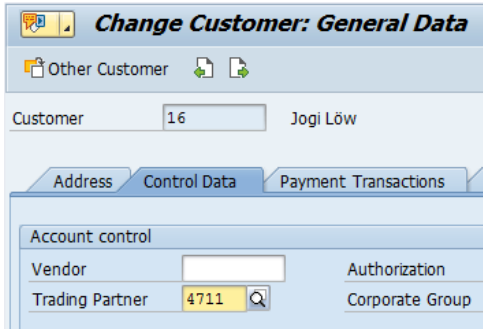 Change Customer: General Data
Other Customer
Customer 16 Jogi Löw
Address Control Data Payment Transactions
Account control
Vendor Authorization
Trading Partner 4711 Corporate Group